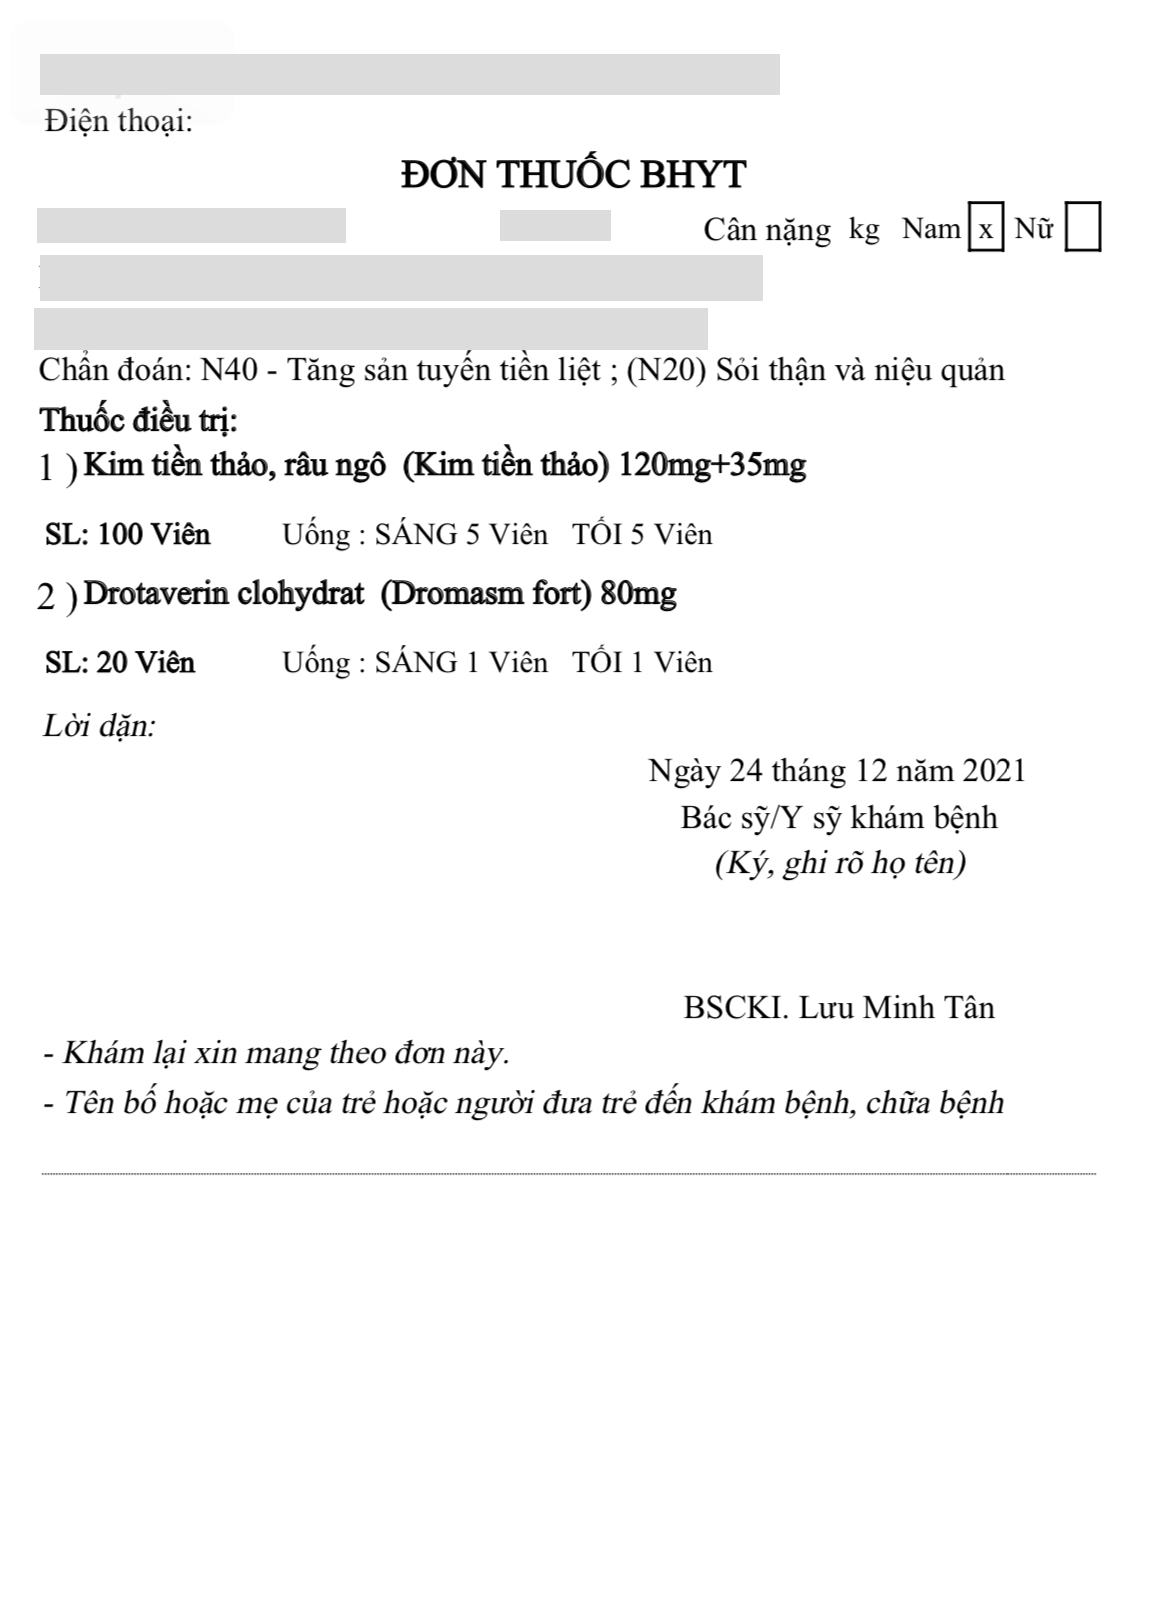 Điện thoại:
ĐƠN THUỐC BHYT
Cân nặng kg Nam x Nữ
Chẩn đoán: N40 - Tăng sản tuyến tiền liệt ; (N20) Sỏi thận và niệu quản
Thuốc điều trị:
1 ) Kim tiền thảo, râu ngô (Kim tiền thảo) 120mg+35mg
SL: 100 Viên Uống : SÁNG 5 Viên TỐI 5 Viên
2 ) Drotaverin clohydrat (Dromasm fort) 80mg
SL: 20 Viên Uống : SÁNG 1 Viên TỐI 1 Viên
Lời dặn:
Ngày 24 tháng 12 năm 2021
Bác sỹ/Y sỹ khám bệnh
(Ký, ghi rõ họ tên)
BSCKI. Lưu Minh Tân
- Khám lại xin mang theo đơn này.
- Tên bố hoặc mẹ của trẻ hoặc người đưa trẻ đến khám bệnh, chữa bệnh